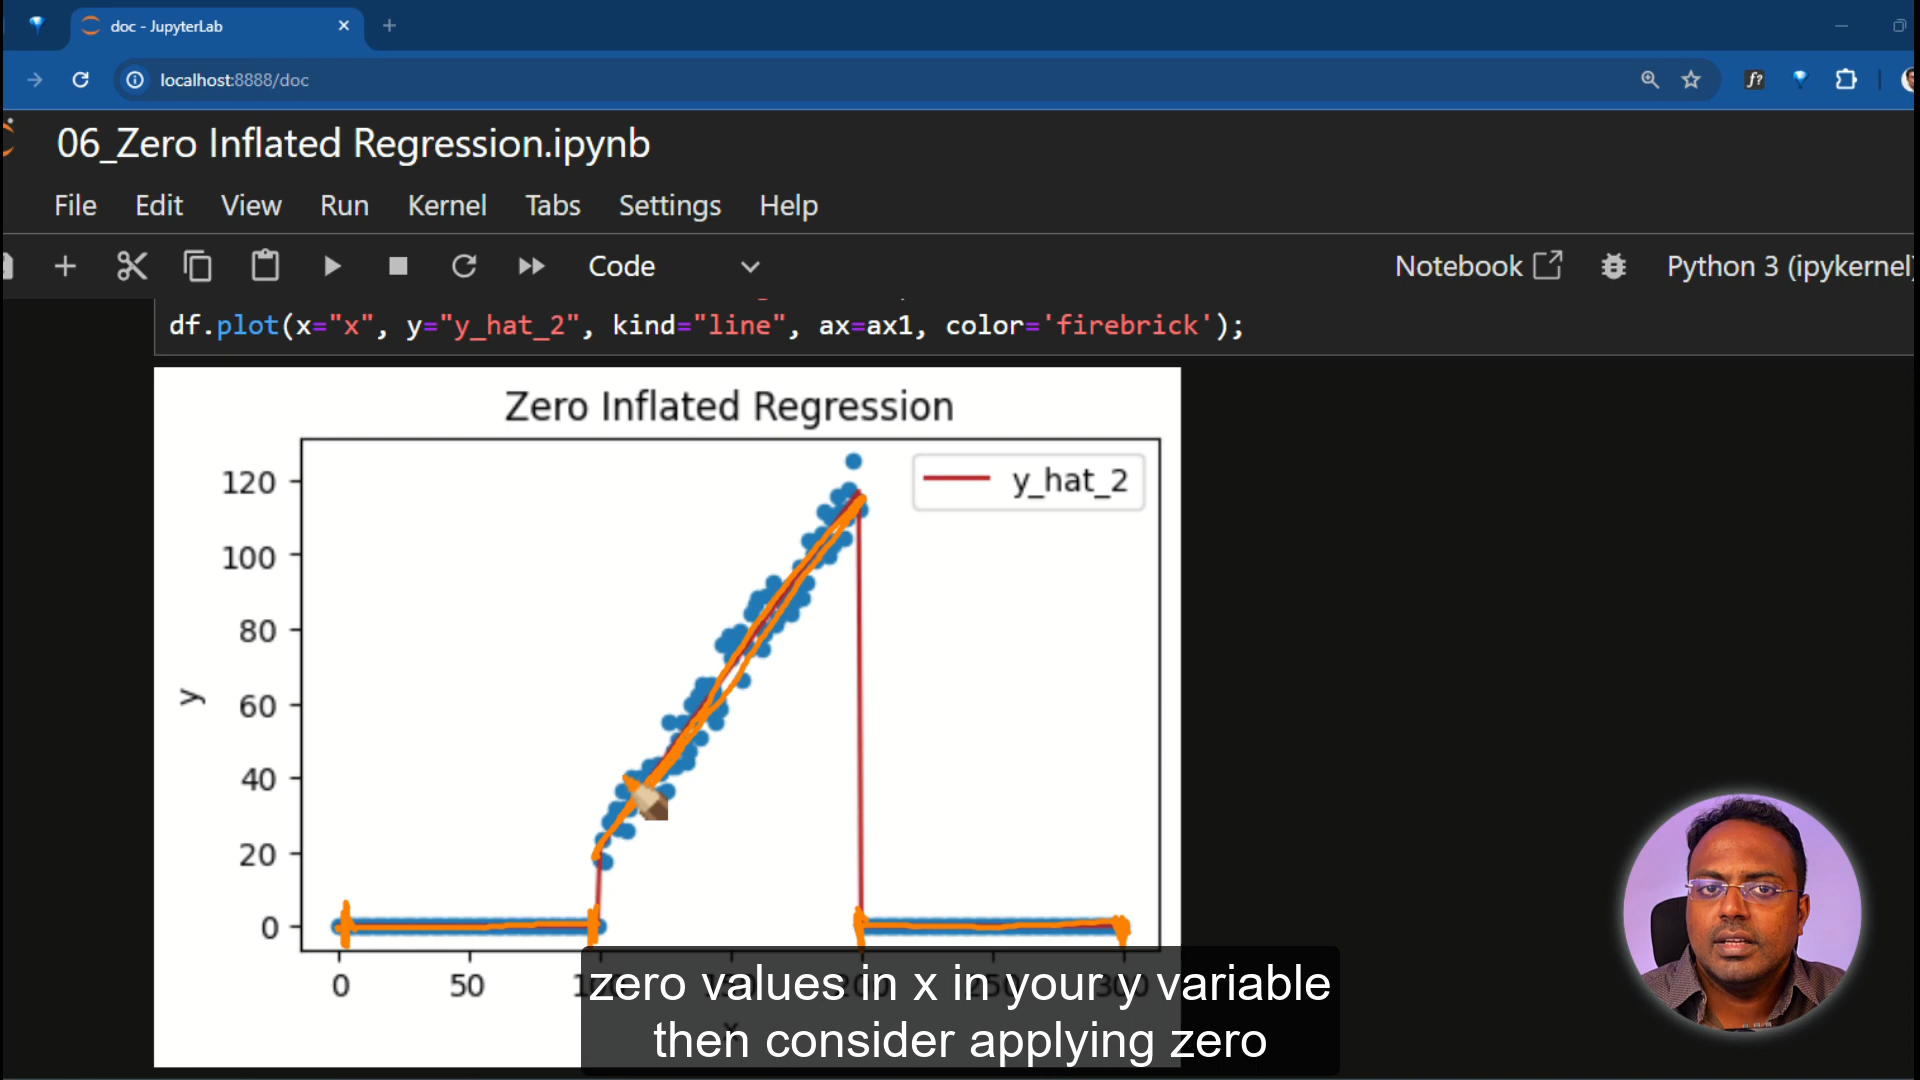 doc - JupyterLab
localhost:8888/doc
06_Zero Inflated Regression.ipynb
File Edit View Run Kernel Tabs Settings Help
Code Notebook Python 3 (ipykernel)
df.plot(x="x", y="y_hat_2", kind="line", ax=ax1, color='firebrick');
Zero Inflated Regression
y_hat_2
120
100
80
60
40
20
0
y
0 50
zero values in x in your y variable
then consider applying zero